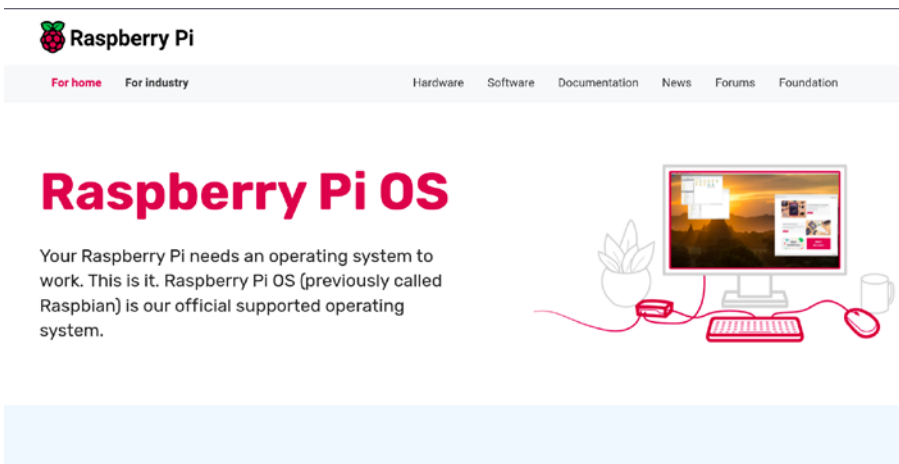 Raspberry Pi
For home For industry Hardware Software Documentation News Forums Foundation
Raspberry Pi OS
Your Raspberry Pi needs an operating system to
work. This is it. Raspberry Pi OS (previously called
Raspbian) is our official supported operating
system.